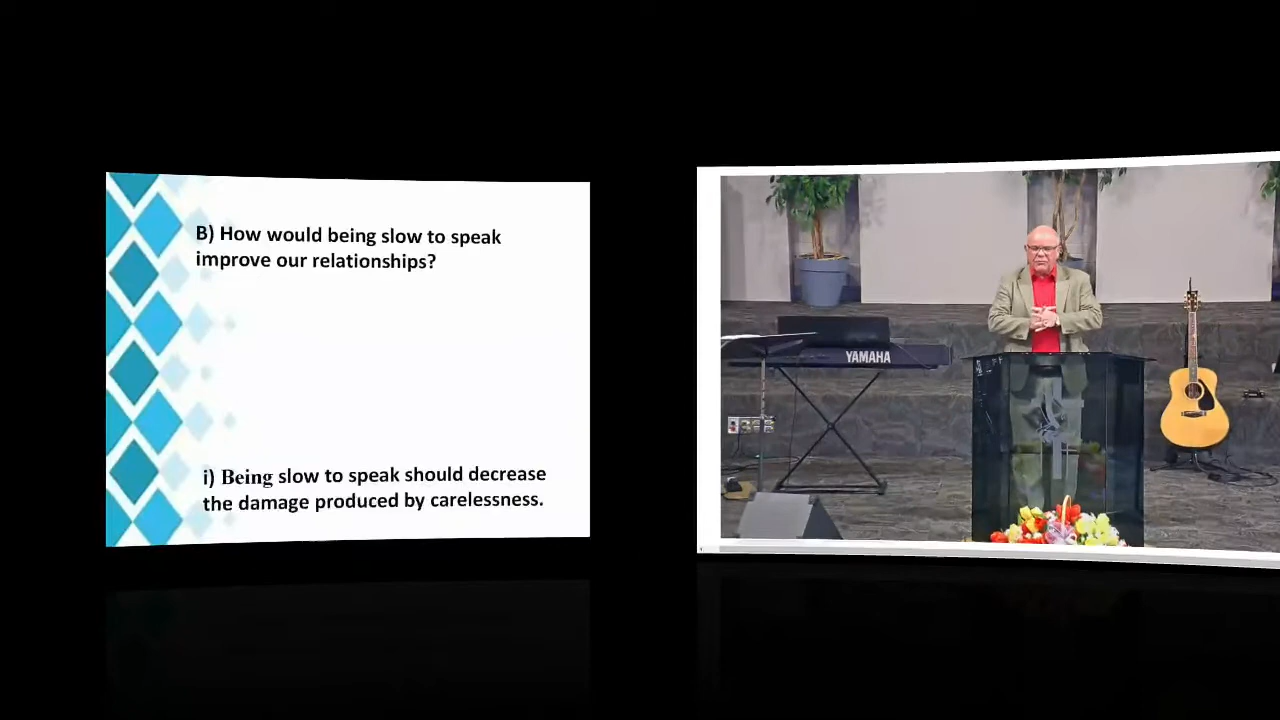 B) How would being slow to speak
improve our relationships?
i) Being slow to speak should decrease
the damage produced by carelessness.
YAMAHA